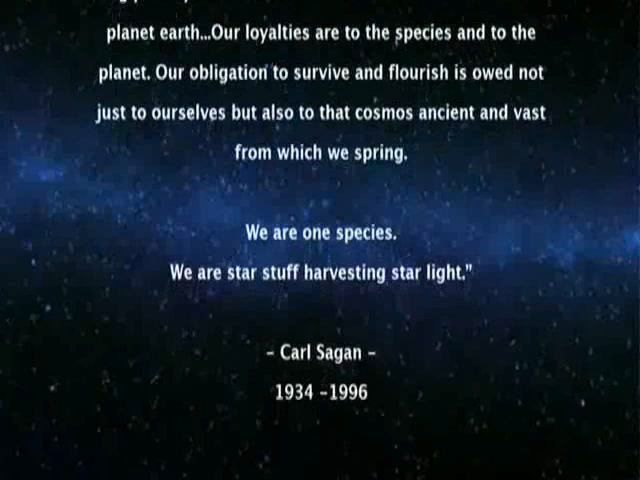 planet earth...Our loyalties are to the species and to the
planet. Our obligation to survive and flourish is owed not
just to ourselves but also to that cosmos ancient and vast
from which we spring.
We are one species.
We are star stuff harvesting star light."
– Carl Sagan –
1934 –1996